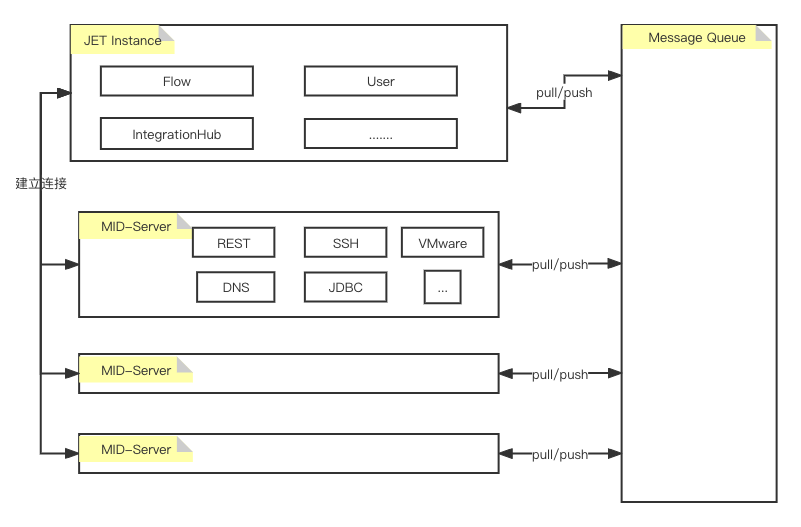 JET Instance
Message Queue
Flow
User
pull/push
IntegrationHub
.......
建立连接
MID-Server
REST
SSH
VMware
pull/push
DNS
JDBC
...
MID-Server
pull/push
MID-Server
pull/push